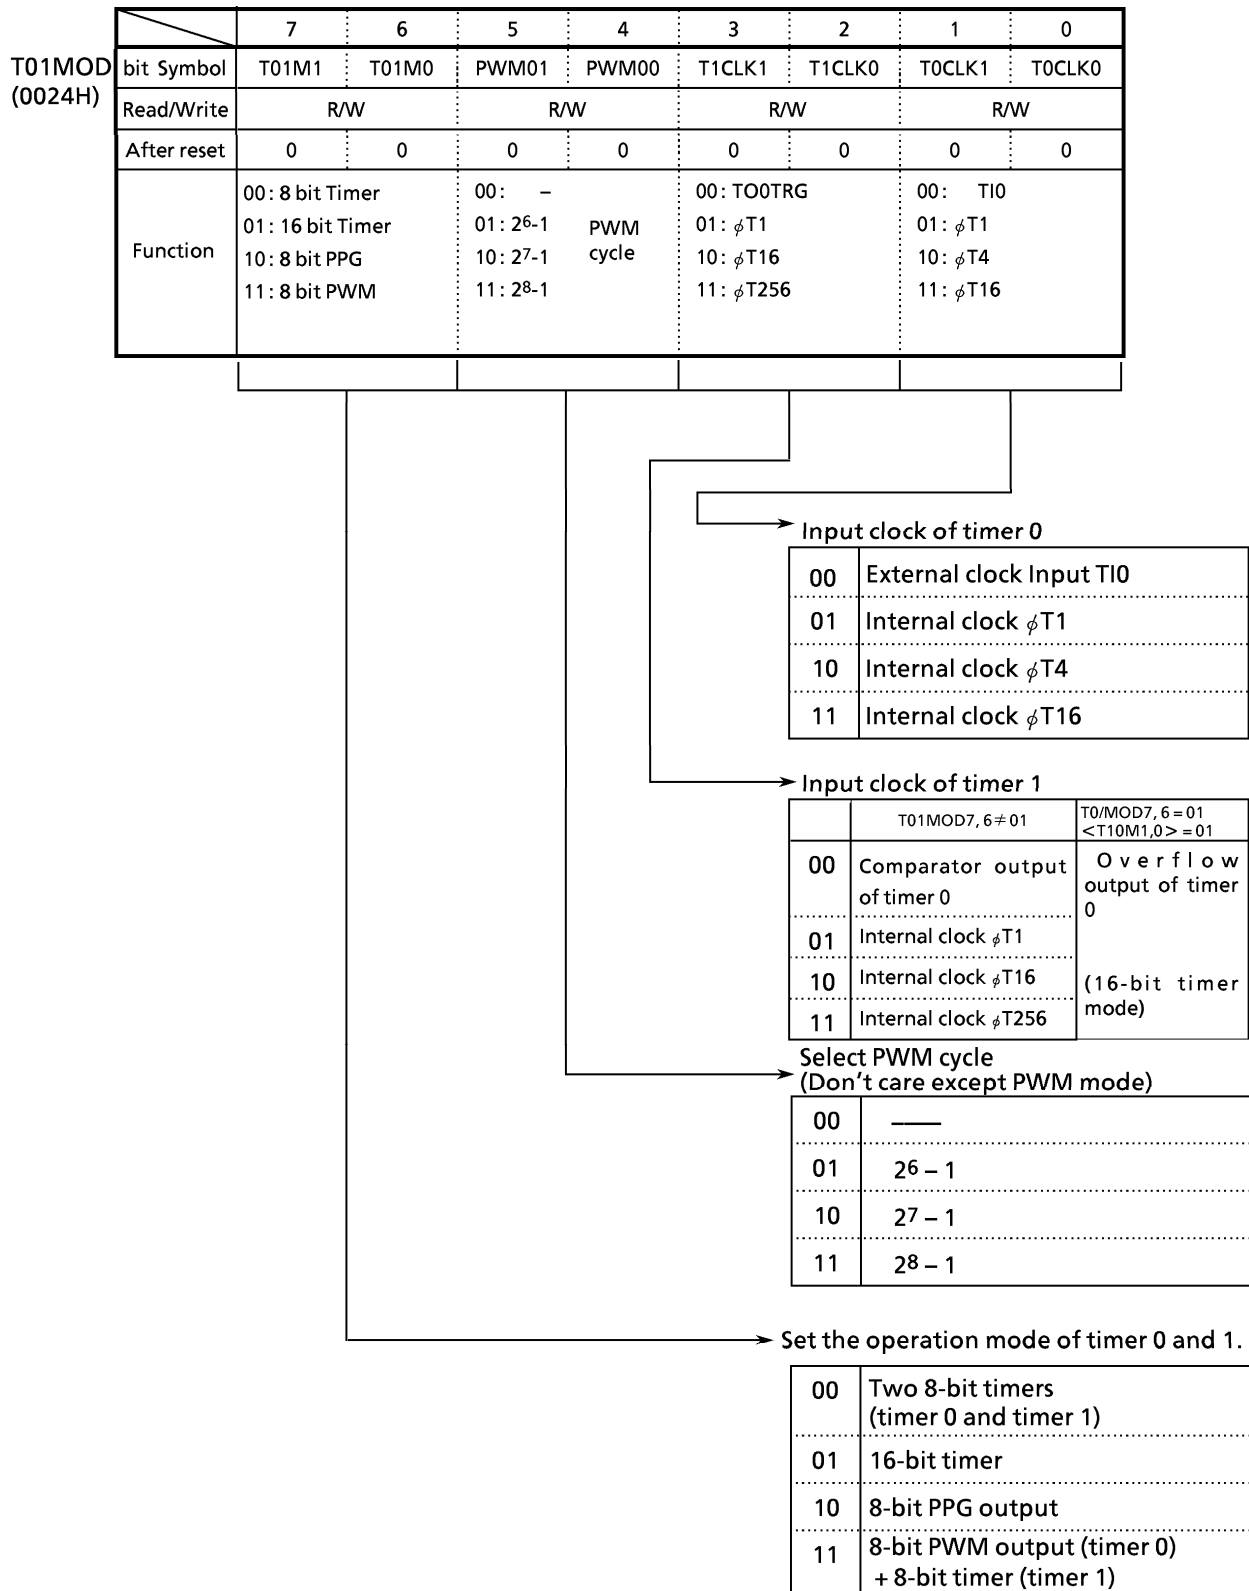 7 6 5 4 3 2 1 0
T01MOD bit Symbol T01M1 T01M0 PWM01 PWM00 T1CLK1 T1CLK0 T0CLK1 T0CLK0
(0024H)
Read/Write R/W R/W R/W R/W
After reset 0 0 0 0 0 0 0 0
Function
00 : 8 bit Timer
01 : 16 bit Timer
10 : 8 bit PPG
11 : 8 bit PWM
00 : –
01 : 2⁶-1
10 : 2⁷-1
11 : 2⁸-1
PWM
cycle
00 : TO0TRG
01 : ϕT1
10 : ϕT16
11 : ϕT256
00 : TI0
01 : ϕT1
10 : ϕT4
11 : ϕT16
Input clock of timer 0
00 External clock Input TI0
01 Internal clock ϕT1
10 Internal clock ϕT4
11 Internal clock ϕT16
Input clock of timer 1
T01MOD7, 6 ≠ 01
T0/MOD7, 6 = 01
<T10M1,0> = 01
00 Comparator output
of timer 0
01 Internal clock ϕT1
10 Internal clock ϕT16
11 Internal clock ϕT256
Overflow
output of timer
0
(16-bit timer
mode)
Select PWM cycle
(Don't care except PWM mode)
00 ——
01 2⁶ – 1
10 2⁷ – 1
11 2⁸ – 1
Set the operation mode of timer 0 and 1.
00 Two 8-bit timers
(timer 0 and timer 1)
01 16-bit timer
10 8-bit PPG output
11 8-bit PWM output (timer 0)
+ 8-bit timer (timer 1)